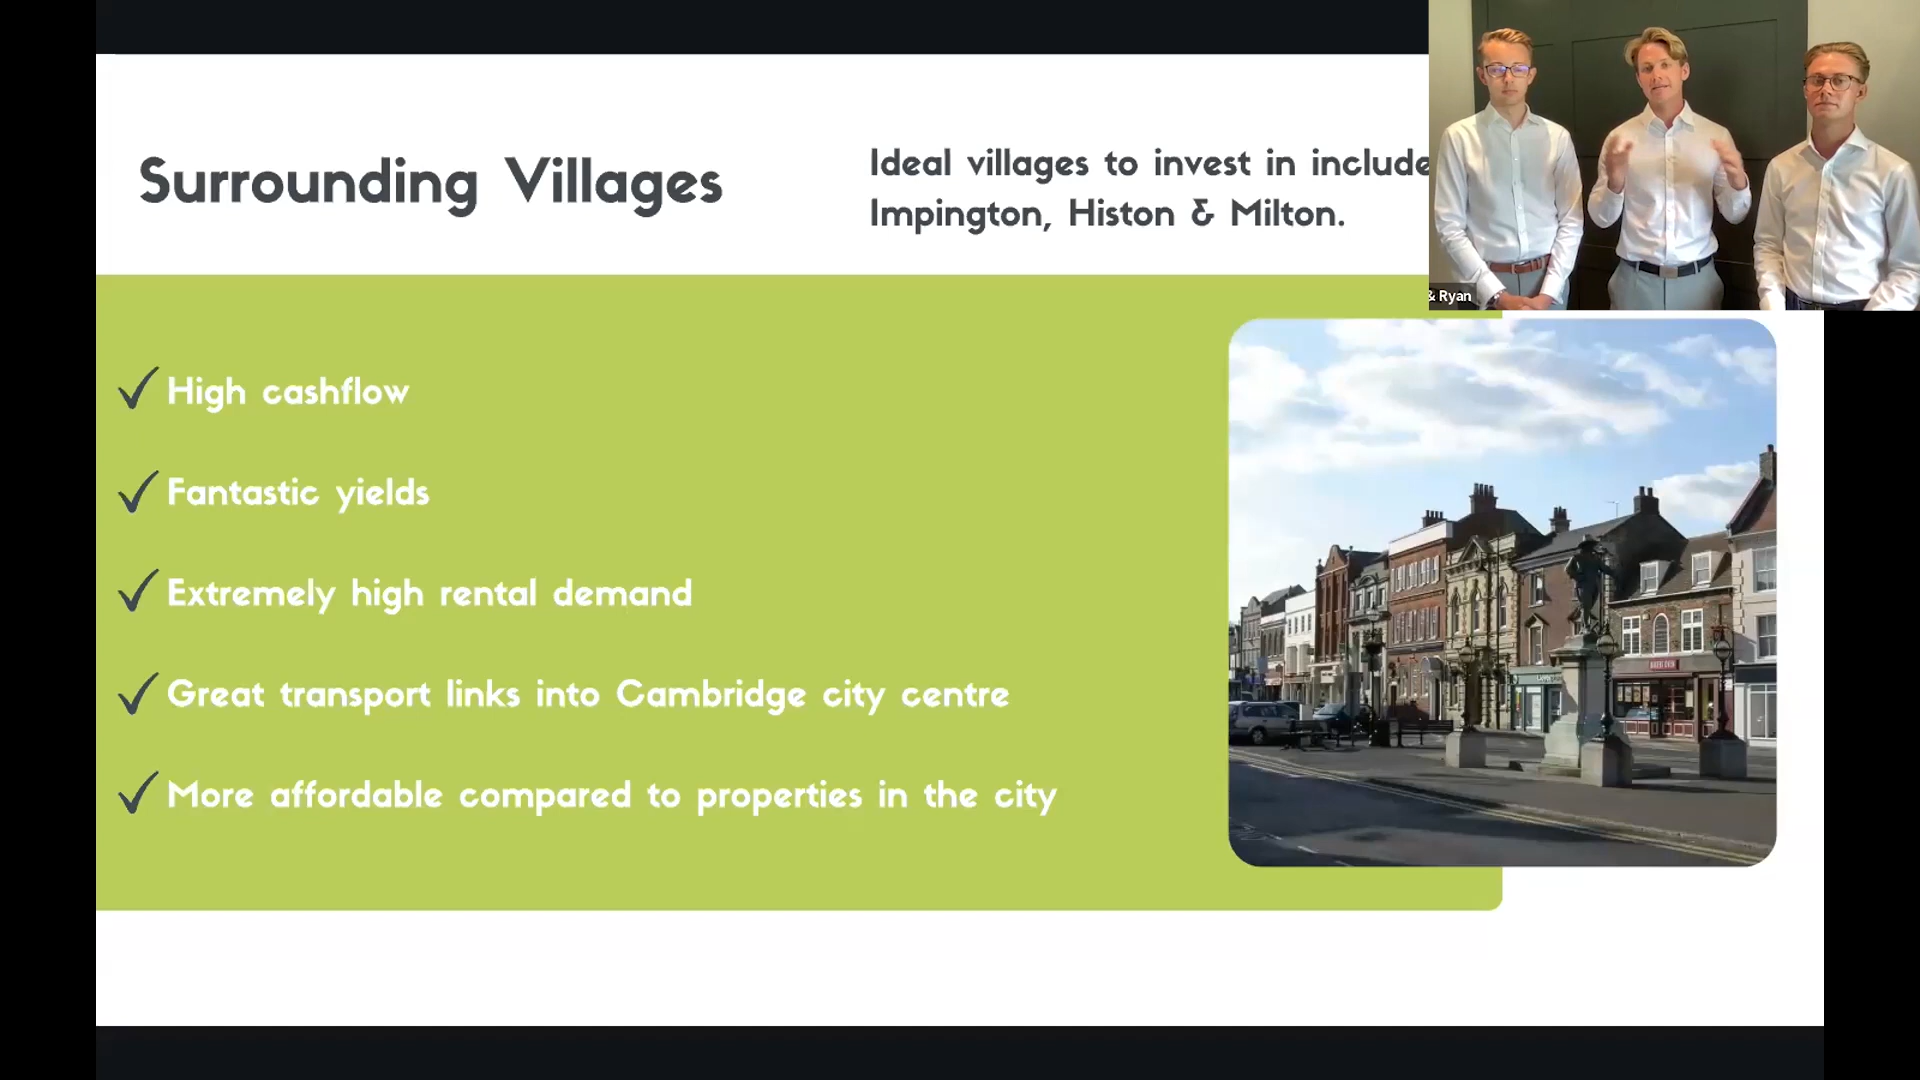 Surrounding Villages
Ideal villages to invest in include
Impington, Histon & Milton.
& Ryan
High cashflow
Fantastic yields
Extremely high rental demand
Great transport links into Cambridge city centre
More affordable compared to properties in the city